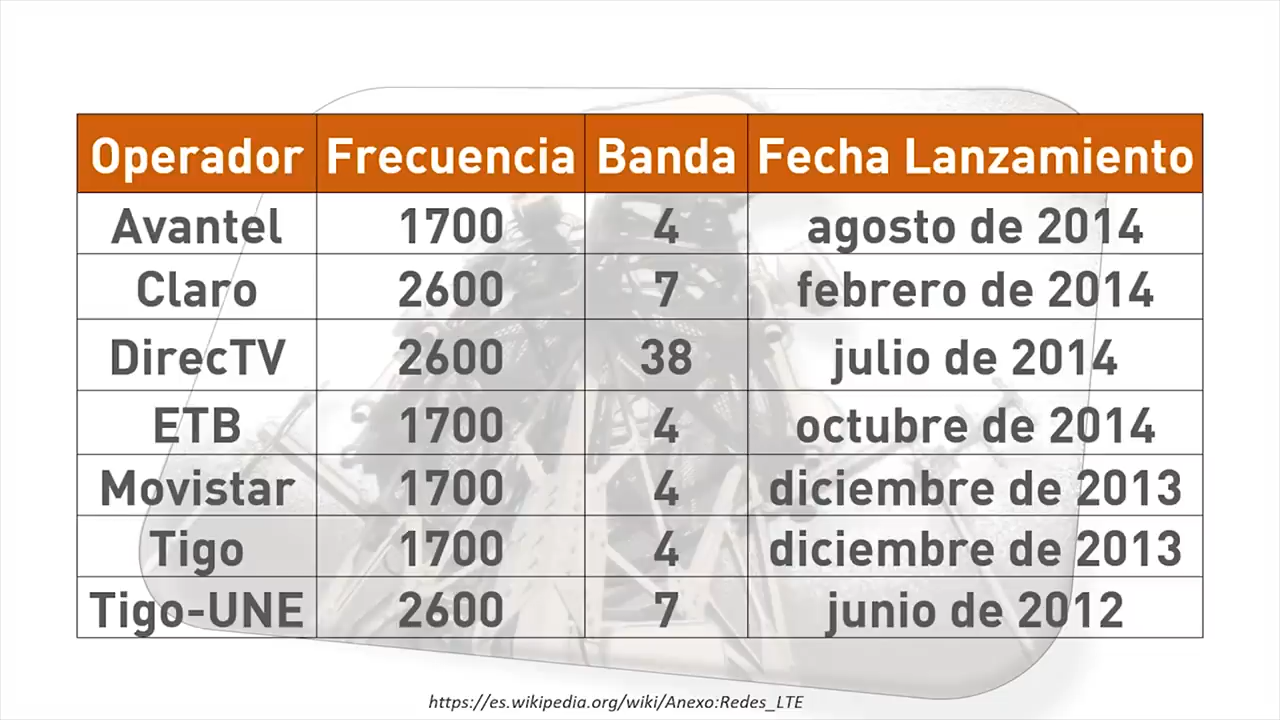 Operador Frecuencia Banda Fecha Lanzamiento
Avantel 1700 4 agosto de 2014
Claro 2600 7 febrero de 2014
DirecTV 2600 38 julio de 2014
ETB 1700 4 octubre de 2014
Movistar 1700 4 diciembre de 2013
Tigo 1700 4 diciembre de 2013
Tigo-UNE 2600 7 junio de 2012
https://es.wikipedia.org/wiki/Anexo:Redes_LTE